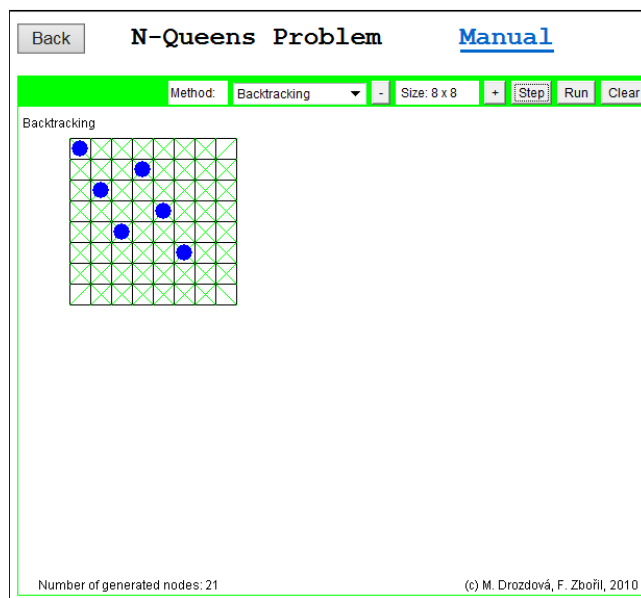 Back N-Queens Problem Manual
Method: Backtracking - Size: 8 x 8 + Step Run Clear
Backtracking
Number of generated nodes: 21 (c) M. Drozdová, F. Zbořil, 2010